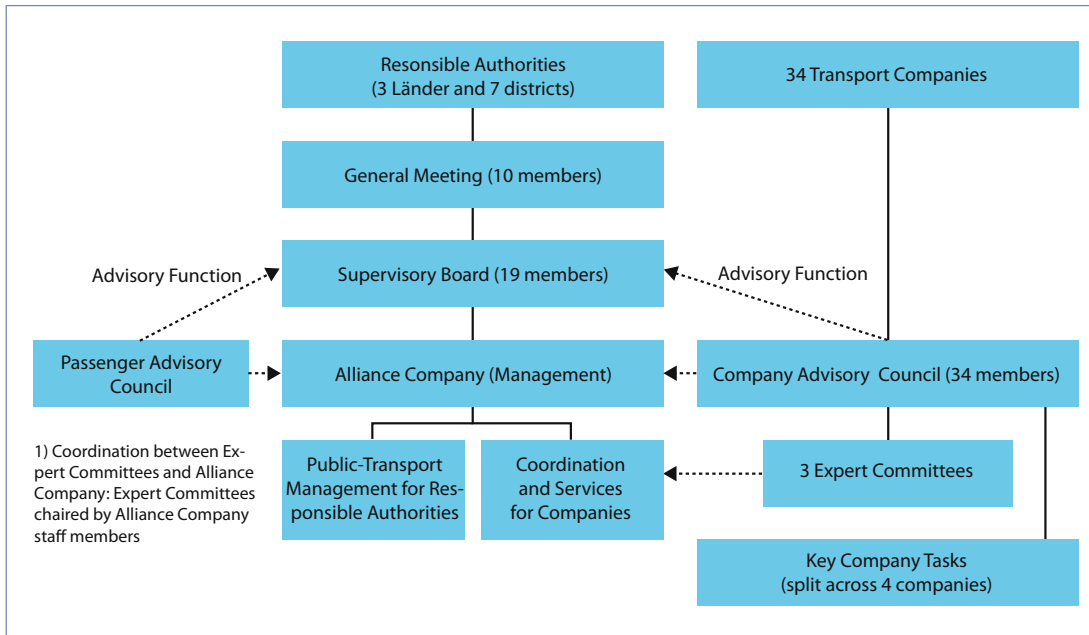 Resonsible Authorities
(3 Länder and 7 districts)
34 Transport Companies
General Meeting (10 members)
Advisory Function
Supervisory Board (19 members)
Advisory Function
Passenger Advisory
Council
Alliance Company (Management)
Company Advisory Council (34 members)
1) Coordination between Ex-
pert Committees and Alliance
Company: Expert Committees
chaired by Alliance Company
staff members
Public-Transport
Management for Res-
ponsible Authorities
Coordination
and Services
for Companies
3 Expert Committees
Key Company Tasks
(split across 4 companies)